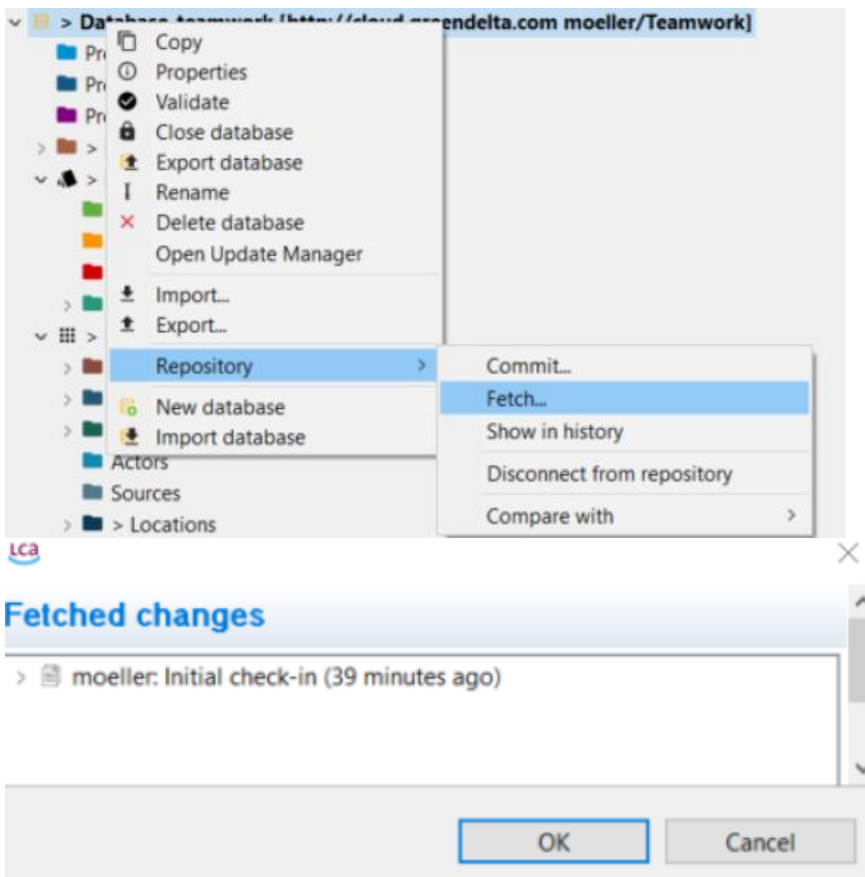 > Database-teamwork [http://cloud.greendelta.com moeller/Teamwork]
Copy
Properties
Validate
Close database
Export database
Rename
Delete database
Open Update Manager
Import...
Export...
Repository
New database
Import database
Commit...
Fetch...
Show in history
Disconnect from repository
Compare with
Actors
Sources
> Locations
LCa
Fetched changes
moeller: Initial check-in (39 minutes ago)
OK
Cancel